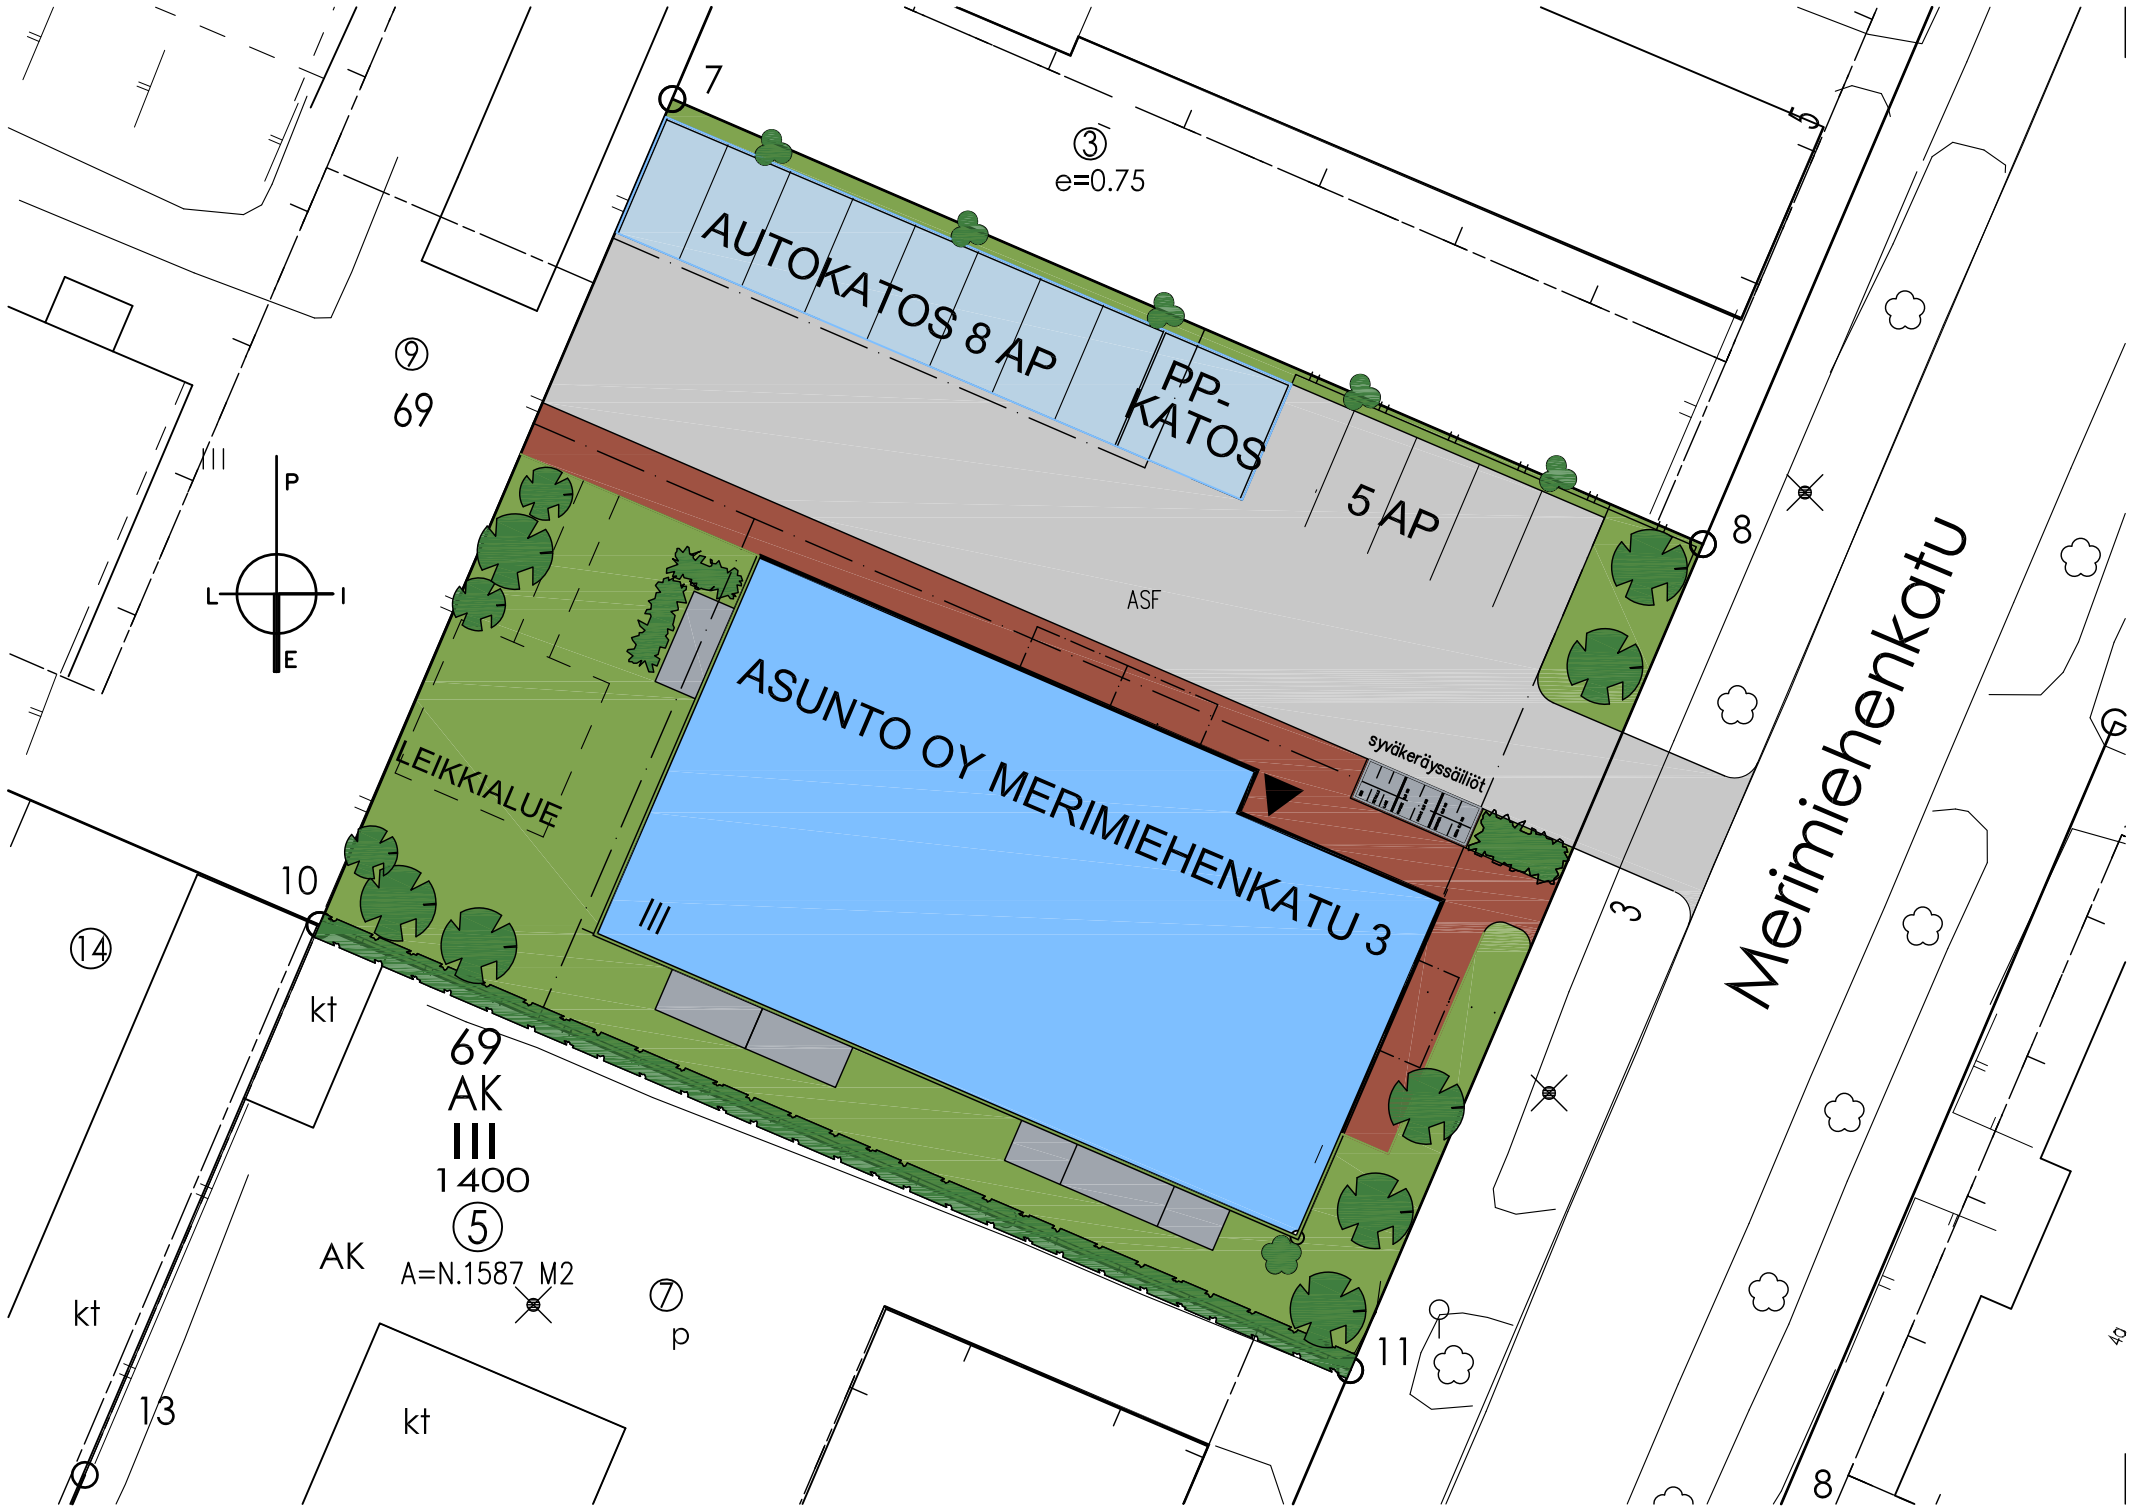 7
3
e=0.75
5
AUTOKATOS 8 AP
PP-
KATOS
9
69
III
P
L
I
E
5 AP
8
ASF
Merimiehenkatu
ASUNTO OY MERIMIEHENKATU 3
syväkeräyssäiliöt
LEIKKIALUE
10
III
3
14
kt
69
AK
III
1400
5
AK
A=N.1587 M2
7
p
kt
11
4a
13
kt
8